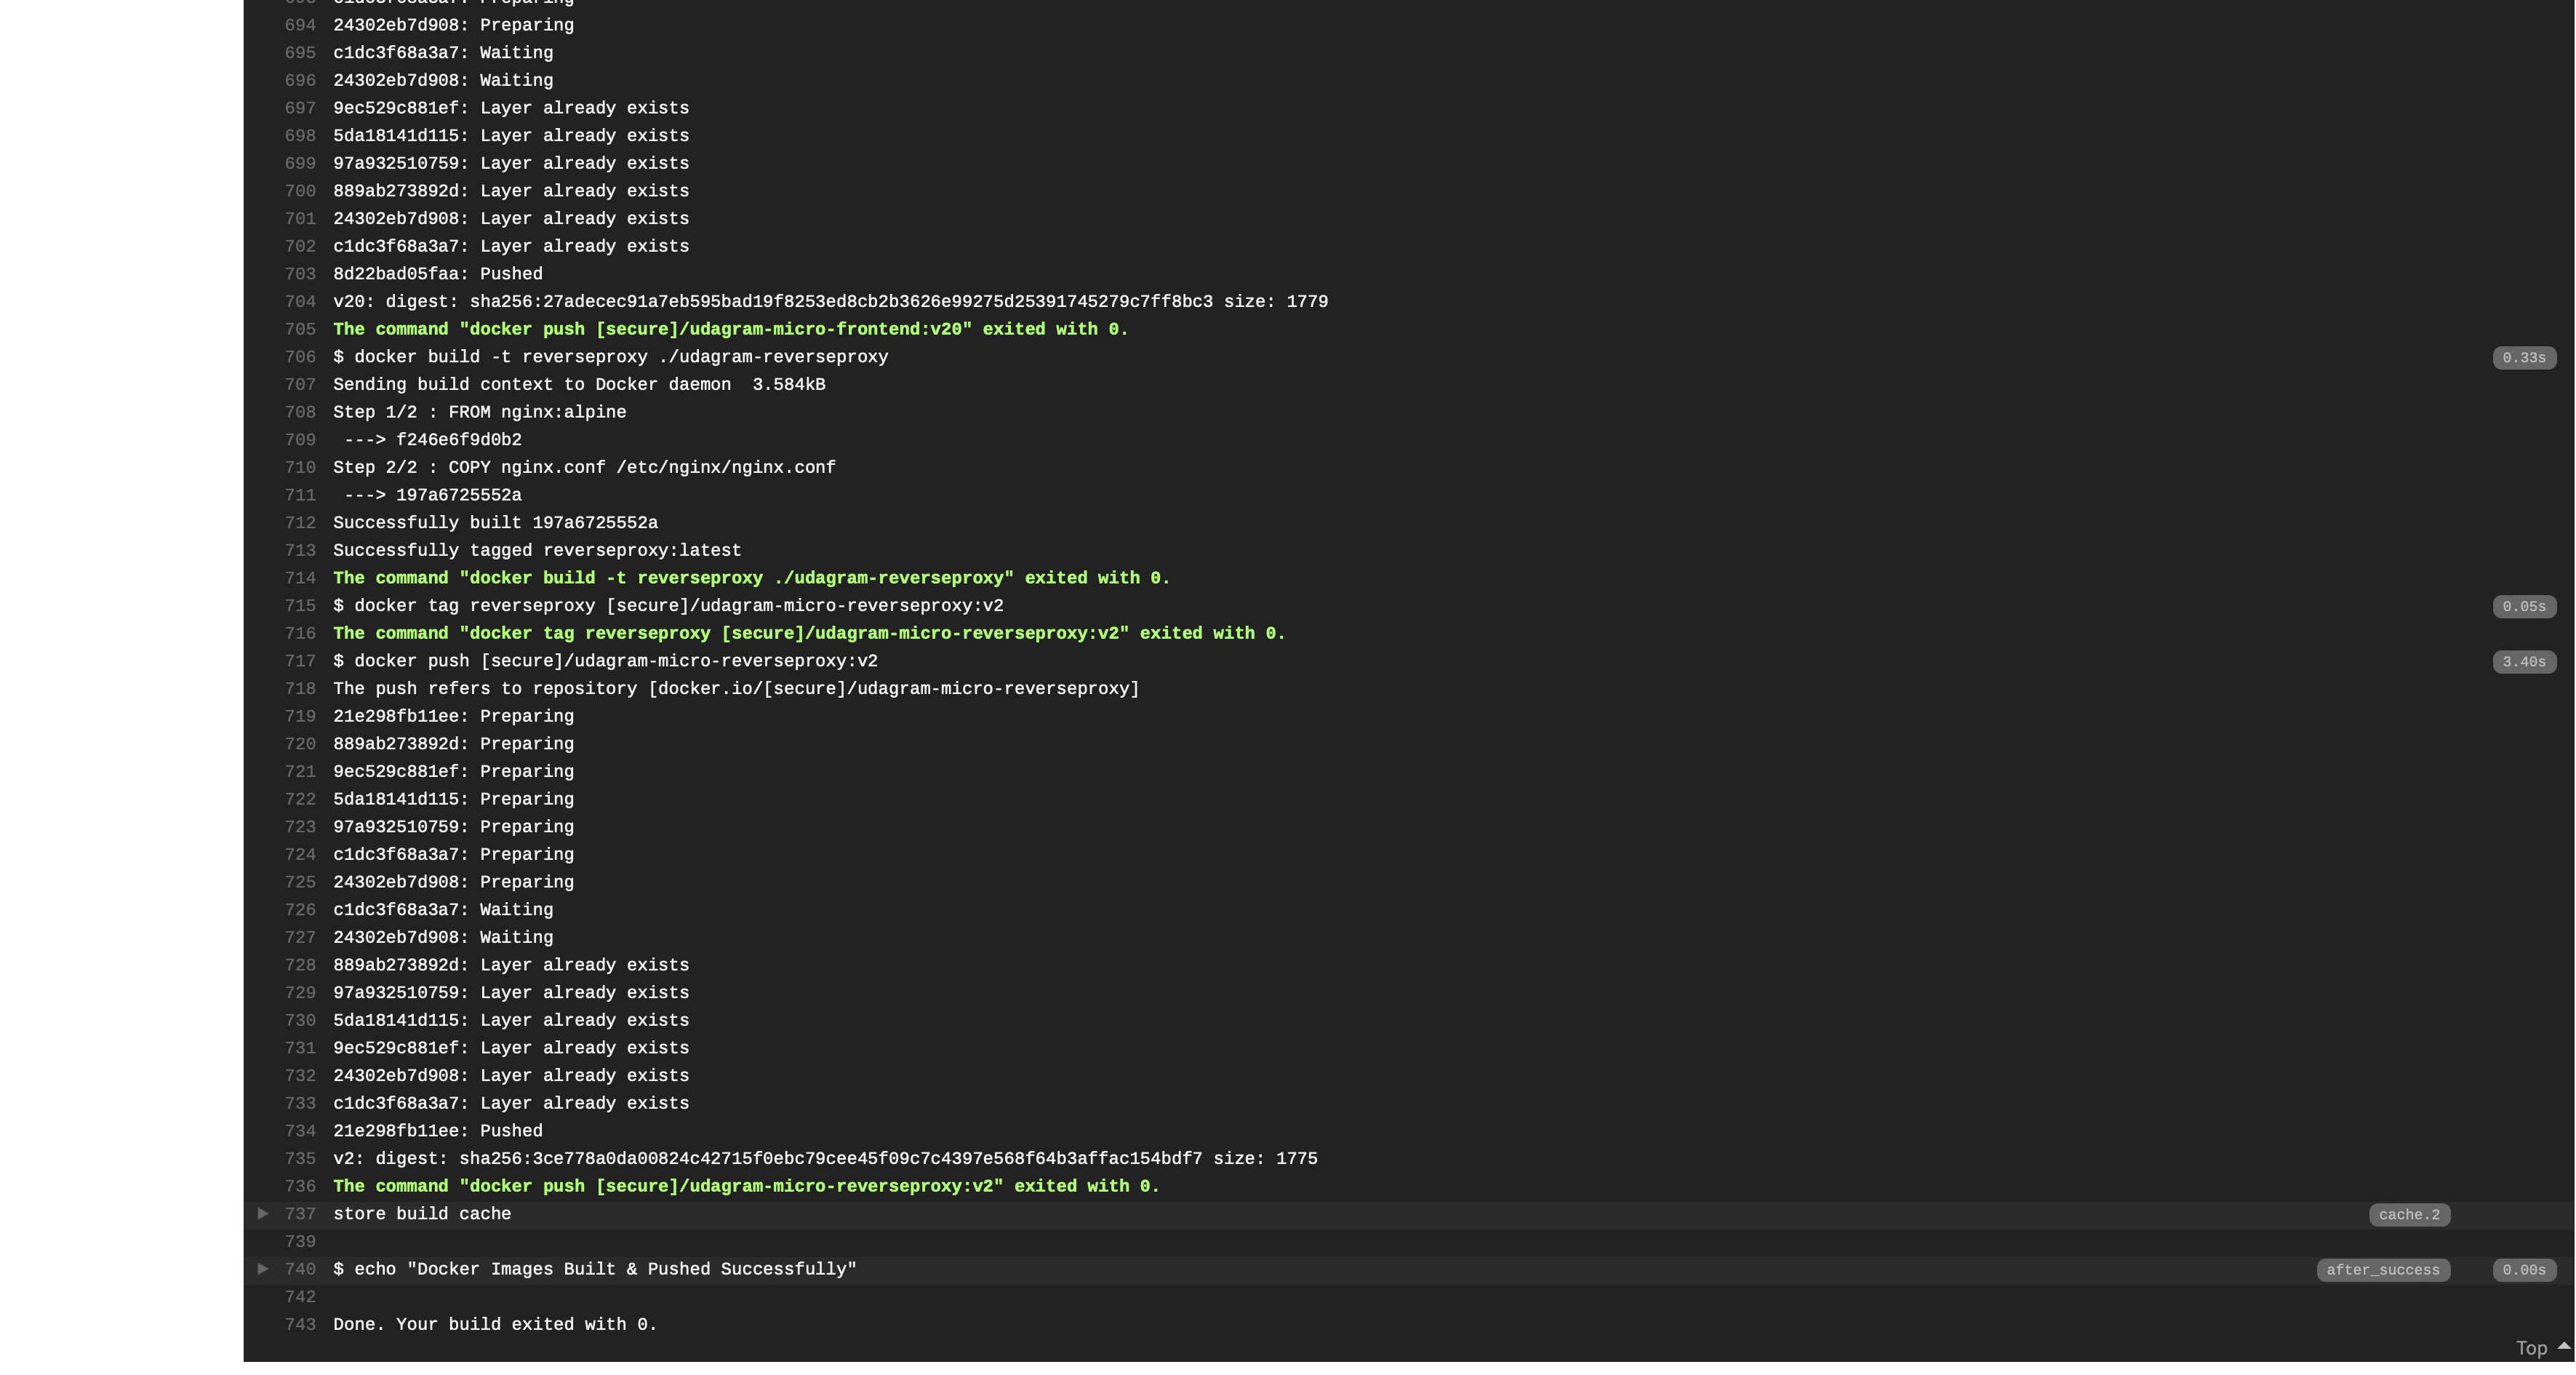 694 24302eb7d908: Preparing
695 c1dc3f68a3a7: Waiting
696 24302eb7d908: Waiting
697 9ec529c881ef: Layer already exists
698 5da18141d115: Layer already exists
699 97a932510759: Layer already exists
700 889ab273892d: Layer already exists
701 24302eb7d908: Layer already exists
702 c1dc3f68a3a7: Layer already exists
703 8d22bad05faa: Pushed
704 v20: digest: sha256:27adecec91a7eb595bad19f8253ed8cb2b3626e99275d25391745279c7ff8bc3 size: 1779
705 The command "docker push [secure]/udagram-micro-frontend:v20" exited with 0.
706 $ docker build -t reverseproxy ./udagram-reverseproxy 0.33s
707 Sending build context to Docker daemon  3.584kB
708 Step 1/2 : FROM nginx:alpine
709  ---> f246e6f9d0b2
710 Step 2/2 : COPY nginx.conf /etc/nginx/nginx.conf
711  ---> 197a6725552a
712 Successfully built 197a6725552a
713 Successfully tagged reverseproxy:latest
714 The command "docker build -t reverseproxy ./udagram-reverseproxy" exited with 0.
715 $ docker tag reverseproxy [secure]/udagram-micro-reverseproxy:v2 0.05s
716 The command "docker tag reverseproxy [secure]/udagram-micro-reverseproxy:v2" exited with 0.
717 $ docker push [secure]/udagram-micro-reverseproxy:v2 3.40s
718 The push refers to repository [docker.io/[secure]/udagram-micro-reverseproxy]
719 21e298fb11ee: Preparing
720 889ab273892d: Preparing
721 9ec529c881ef: Preparing
722 5da18141d115: Preparing
723 97a932510759: Preparing
724 c1dc3f68a3a7: Preparing
725 24302eb7d908: Preparing
726 c1dc3f68a3a7: Waiting
727 24302eb7d908: Waiting
728 889ab273892d: Layer already exists
729 97a932510759: Layer already exists
730 5da18141d115: Layer already exists
731 9ec529c881ef: Layer already exists
732 24302eb7d908: Layer already exists
733 c1dc3f68a3a7: Layer already exists
734 21e298fb11ee: Pushed
735 v2: digest: sha256:3ce778a0da00824c42715f0ebc79cee45f09c7c4397e568f64b3affac154bdf7 size: 1775
736 The command "docker push [secure]/udagram-micro-reverseproxy:v2" exited with 0.
737 store build cache cache.2
739
740 $ echo "Docker Images Built & Pushed Successfully" after_success 0.00s
742
743 Done. Your build exited with 0.
Top